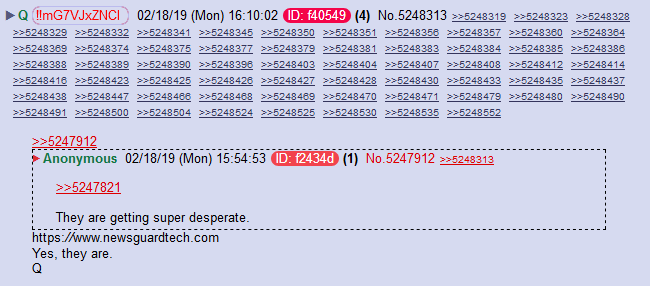 Q !!mG7VJxZNCI 02/18/19 (Mon) 16:10:02 ID: f40549 (4) No.5248313 >>5248319 >>5248323 >>5248328
>>5248329 >>5248332 >>5248341 >>5248345 >>5248350 >>5248351 >>5248356 >>5248357 >>5248360 >>5248364
>>5248369 >>5248374 >>5248375 >>5248377 >>5248379 >>5248381 >>5248383 >>5248384 >>5248385 >>5248386
>>5248388 >>5248389 >>5248390 >>5248396 >>5248403 >>5248404 >>5248407 >>5248408 >>5248412 >>5248414
>>5248416 >>5248423 >>5248425 >>5248426 >>5248427 >>5248428 >>5248430 >>5248433 >>5248435 >>5248437
>>5248438 >>5248447 >>5248466 >>5248468 >>5248469 >>5248470 >>5248471 >>5248479 >>5248480 >>5248490
>>5248491 >>5248500 >>5248504 >>5248524 >>5248525 >>5248530 >>5248535 >>5248552
>>5247912
Anonymous 02/18/19 (Mon) 15:54:53 ID: f2434d (1) No.5247912 >>5248313
>>5247821
They are getting super desperate.
https://www.newsguardtech.com
Yes, they are.
Q